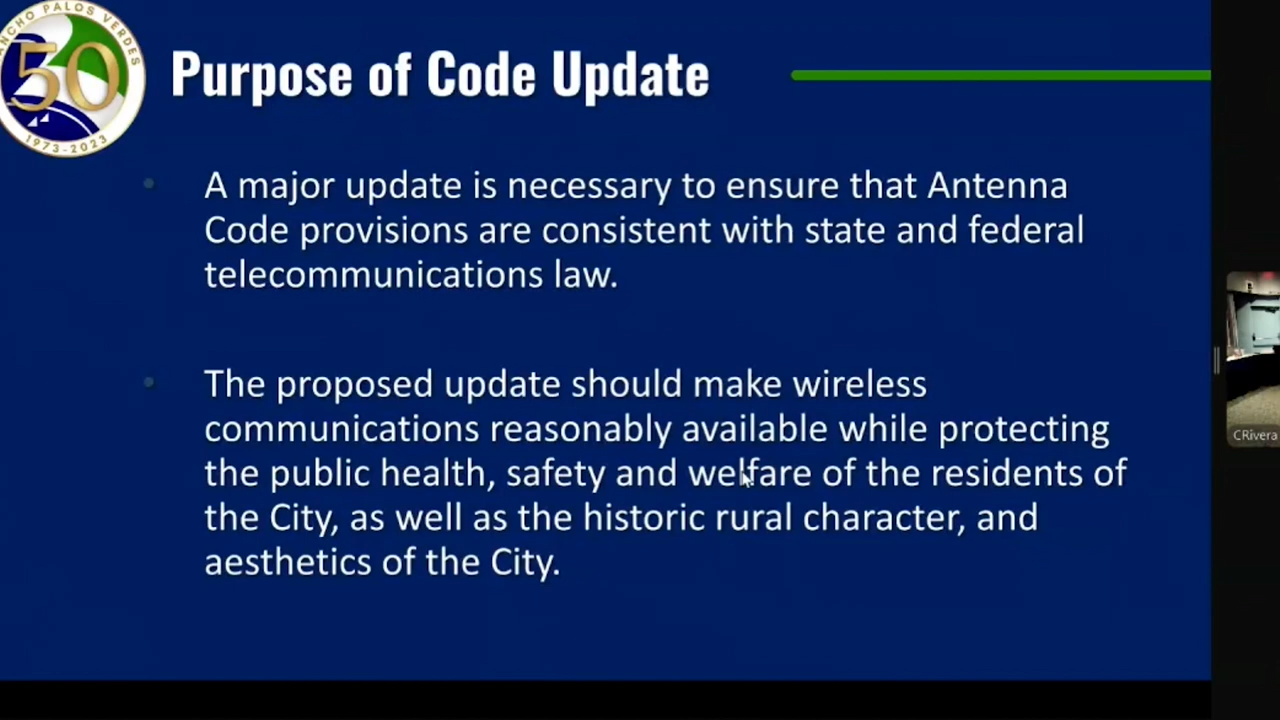 NCHO PALOS VERDES
50
1973-2023
Purpose of Code Update
A major update is necessary to ensure that Antenna
Code provisions are consistent with state and federal
telecommunications law.
The proposed update should make wireless
communications reasonably available while protecting
the public health, safety and welfare of the residents of
the City, as well as the historic rural character, and
aesthetics of the City.
CRivera